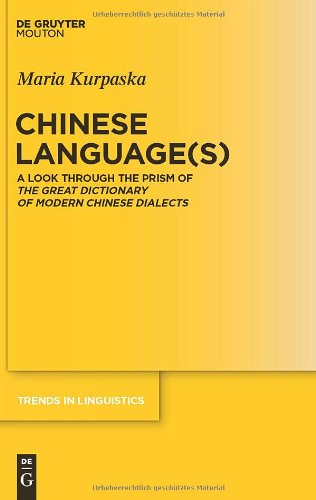 Urheberrechtlich geschütztes Material
DE GRUYTER
MOUTON
Maria Kurpaska
CHINESE
LANGUAGE(S)
A LOOK THROUGH THE PRISM OF
THE GREAT DICTIONARY
OF MODERN CHINESE DIALECTS
TRENDS IN LINGUISTICS
DE
G
Urheberrechtlich geschütztes Material